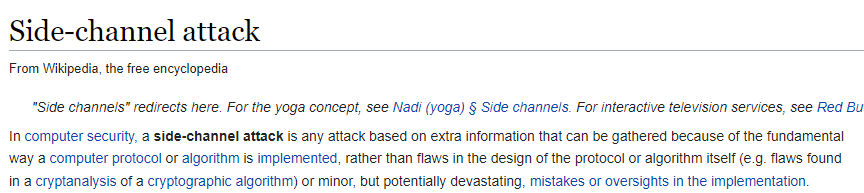 Side-channel attack
From Wikipedia, the free encyclopedia
"Side channels" redirects here. For the yoga concept, see Nadi (yoga) § Side channels. For interactive television services, see Red Bu
In computer security, a side-channel attack is any attack based on extra information that can be gathered because of the fundamental
way a computer protocol or algorithm is implemented, rather than flaws in the design of the protocol or algorithm itself (e.g. flaws found
in a cryptanalysis of a cryptographic algorithm) or minor, but potentially devastating, mistakes or oversights in the implementation.